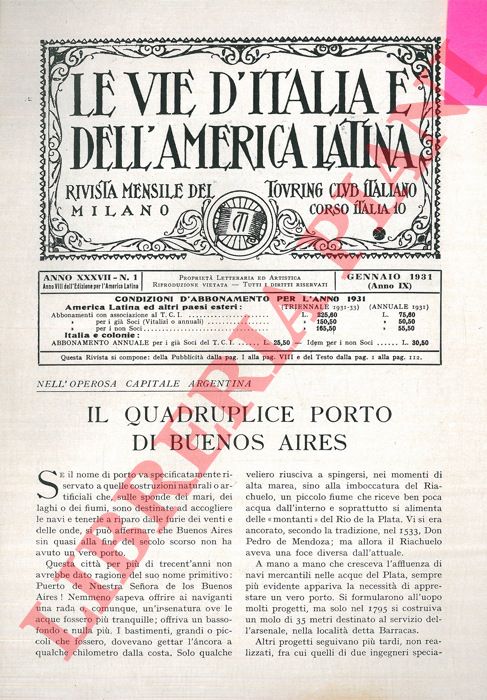 LE VIE D'ITALIA E
DELL'AMERICA LATINA
RIVISTA MENSILE DEL TOURING CLUB ITALIANO
MILANO CORSO ITALIA 10
ANNO XXXVII - N. 1
Anno VIII dell'Edizione per l'America Latina
PROPRIETÀ LETTERARIA ED ARTISTICA
RIPRODUZIONE VIETATA — TUTTI I DIRITTI RISERVATI
GENNAIO 1931
(Anno IX)
CONDIZIONI D'ABBONAMENTO PER L'ANNO 1931
America Latina ed altri paesi esteri: (TRIENNALE 1931-33) (ANNUALE 1931)
Abbonamenti con associazione al T. C. I. L. 225,60 L. 75,60
» per i già Soci (Vitalizi o annuali) » 150,50 » 50,50
» per i non Soci » 165,50 » 55,50
Italia e colonie:
ABBONAMENTO ANNUALE per gli Soci del T. C. I. L. 25,50 — Idem per i non Soci L. 30,50
Questa Rivista si compone: della Pubblicità dalla pag. I alla pag. VIII e del Testo dalla pag. 1 alla pag. 112.
NELL'OPEROSA CAPITALE ARGENTINA
IL QUADRUPLICE PORTO
DI BUENOS AIRES
SE il nome di porto va specificatamente ri-
servato a quelle costruzioni naturali o ar-
tificiali che, sulle sponde dei mari, dei
laghi o dei fiumi, sono destinate ad accogliere
le navi e tenerle al riparo dalle furie dei venti e
delle onde, si può affermare che Buenos Aires
sin quasi alla fine del secolo scorso non ha
avuto un vero porto.
Questa città per più di trecent'anni non
avrebbe dato ragione del suo nome primitivo:
Puerto de Nuestra Señora de los Buenos
Aires! Nemmeno sapeva offrire ai naviganti
una rada o, comunque, un'insenatura ove le
acque fossero più tranquille; offriva un basso-
fondo e nulla più. I bastimenti, grandi o pic-
coli che fossero, dovevano gettar l'àncora a
qualche chilometro dalla costa. Solo qualche
veliero riusciva a spingersi, nei momenti di
alta marea, sino alla imboccatura del Ria-
chuelo, un piccolo fiume che riceve ben poca
acqua dall'interno e soprattutto si alimenta
delle «montanti» del Rio de la Plata. Vi si era
ancorato, secondo la tradizione, nel 1533, Don
Pedro de Mendoza; ma allora il Riachuelo
aveva una foce diversa dall'attuale.
A mano a mano che cresceva l'affluenza di
navi mercantili nelle acque del Plata, sempre
più evidente appariva la necessità di appre-
stare un vero porto. Si formularono all'uopo
molti progetti, ma solo nel 1795 si costruiva
un molo di 35 metri destinato al servizio del-
l'arsenale, nella località detta Barracas.
Altri progetti seguivano più tardi, non rea-
lizzati, fra cui quelli di due ingegneri specia-
LIBRERIA PIANI